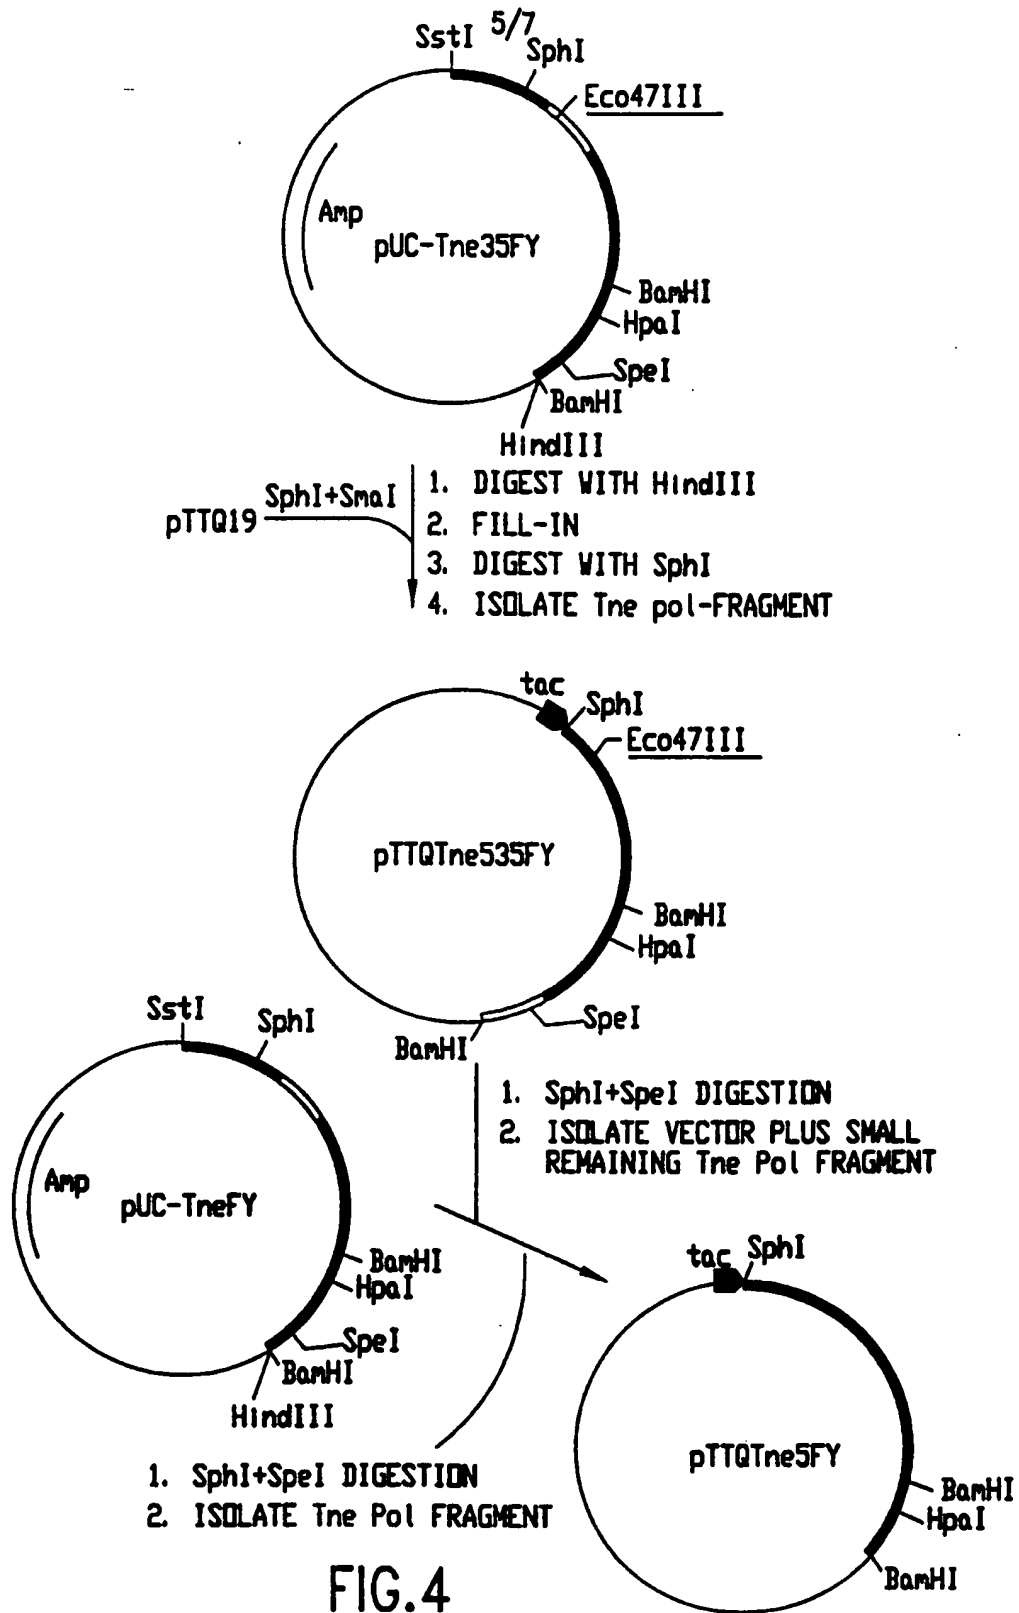 5/7
SstI
SphI
Eco47III
Amp
pUC-Tne35FY
BamHI
HpaI
SpeI
BamHI
HindIII
pTTQ19
SphI+SmaI
1. DIGEST WITH HindIII
2. FILL-IN
3. DIGEST WITH SphI
4. ISOLATE Tne pol-FRAGMENT
tac
SphI
Eco47III
pTTQTne535FY
BamHI
HpaI
SpeI
BamHI
1. SphI+SpeI DIGESTION
2. ISOLATE VECTOR PLUS SMALL
REMAINING Tne Pol FRAGMENT
SstI
SphI
Amp
pUC-TneFY
BamHI
HpaI
SpeI
BamHI
HindIII
1. SphI+SpeI DIGESTION
2. ISOLATE Tne Pol FRAGMENT
tac
SphI
pTTQTne5FY
BamHI
HpaI
BamHI
FIG.4